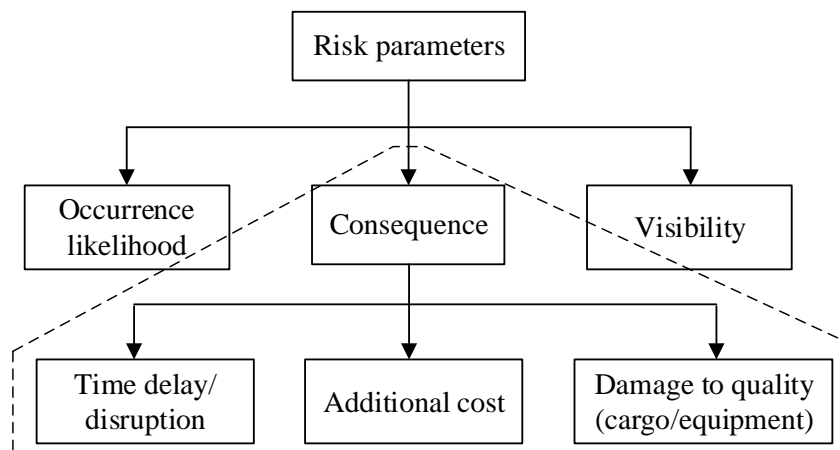 Risk parameters
Occurrence
likelihood
Consequence
Visibility
Time delay/
disruption
Additional cost
Damage to quality
(cargo/equipment)